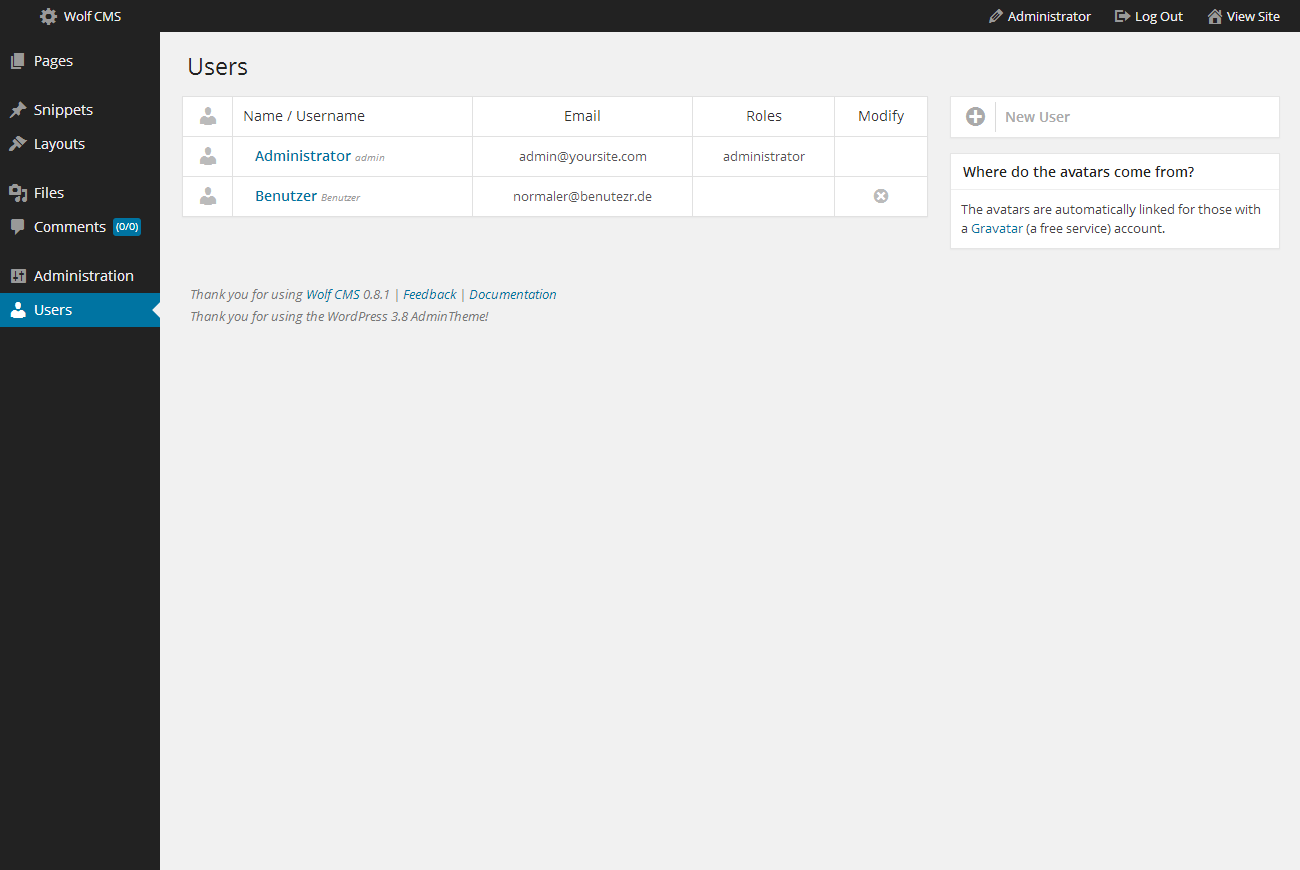 Wolf CMS
Administrator
Log Out
View Site
Pages
Snippets
Layouts
Files
Comments (0/0)
Administration
Users
Users
Name / Username Email Roles Modify
Administrator admin admin@yoursite.com administrator
Benutzer Benutzer normaler@benutezr.de
New User
Where do the avatars come from?
The avatars are automatically linked for those with
a Gravatar (a free service) account.
Thank you for using Wolf CMS 0.8.1 | Feedback | Documentation
Thank you for using the WordPress 3.8 AdminTheme!